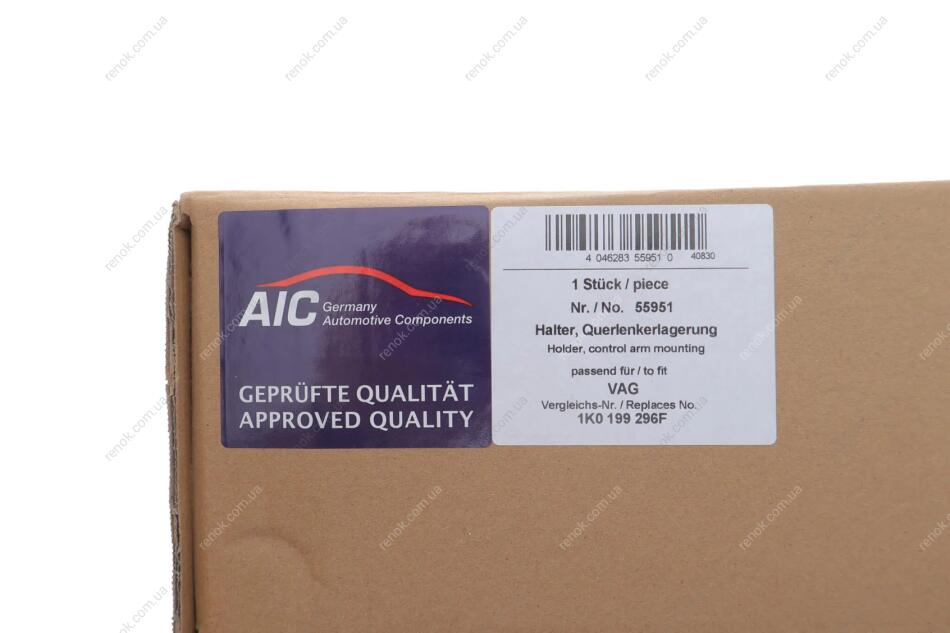 AIC Germany
Automotive Components
GEPRÜFTE QUALITÄT
APPROVED QUALITY
4 046283 55951 0 40830
1 Stück / piece
Nr. / No. 55951
Halter, Querlenkerlagerung
Holder, control arm mounting
passend für / to fit
VAG
Vergleichs-Nr. / Replaces No.
1K0 199 296F
renok.com.ua